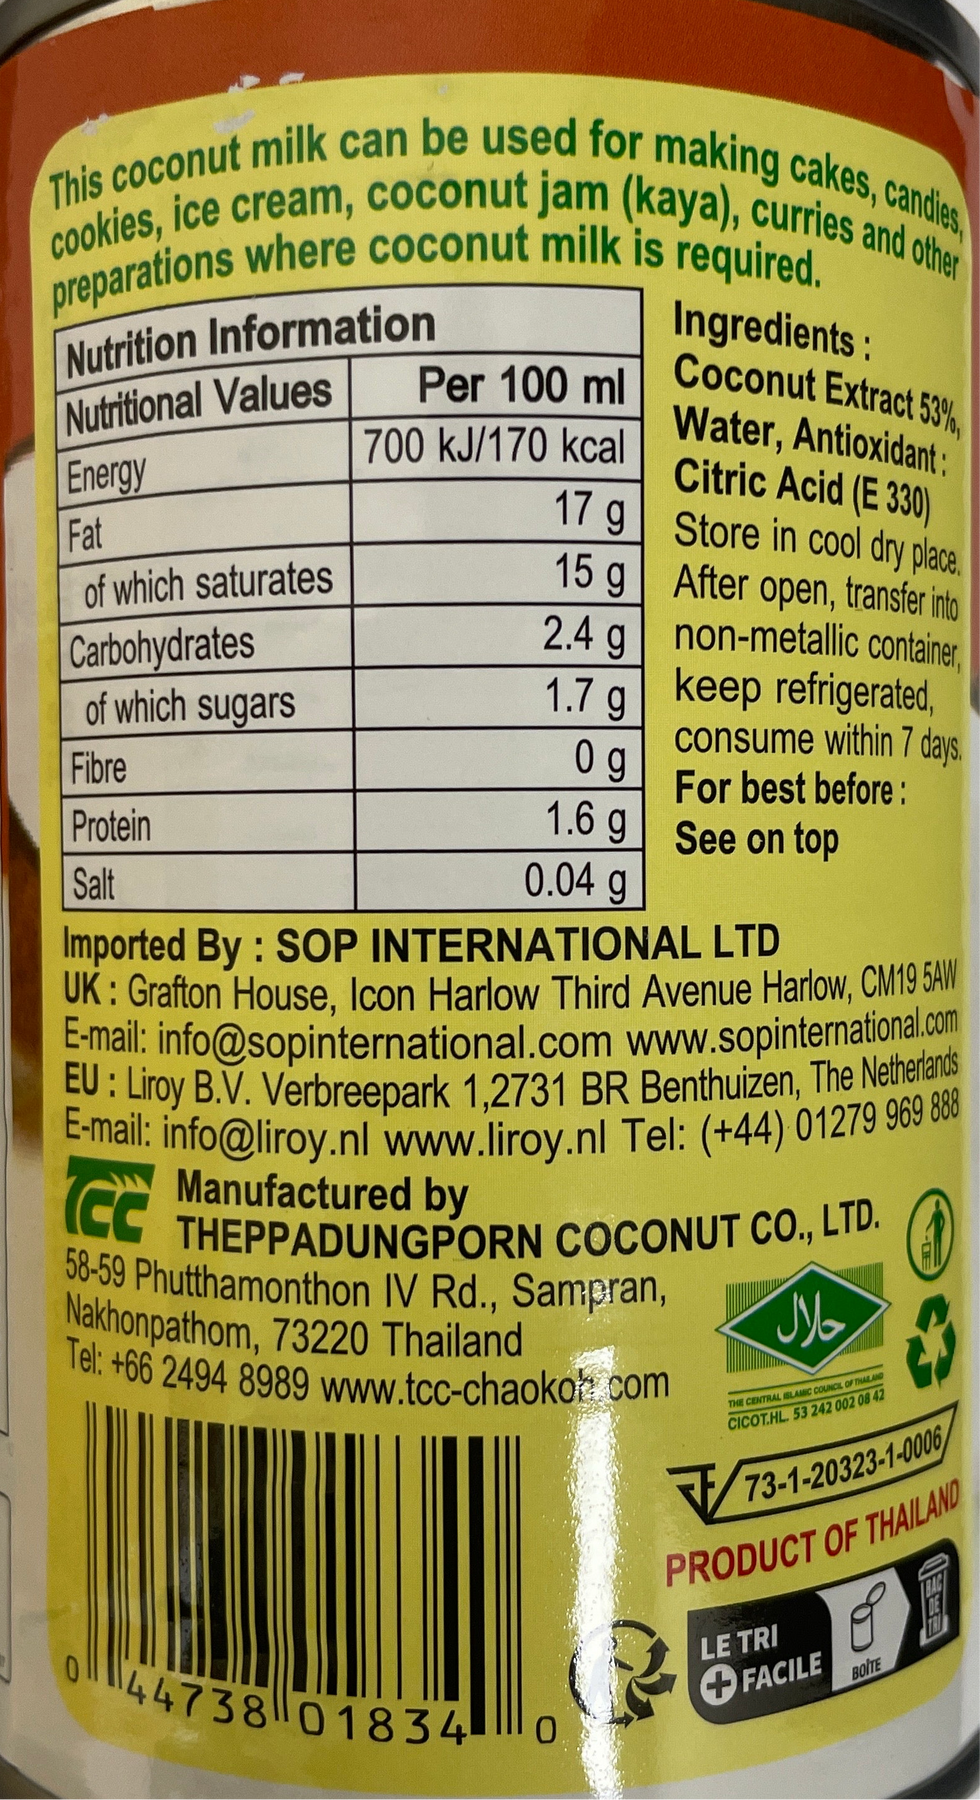 This coconut milk can be used for making cakes, candies,
cookies, ice cream, coconut jam (kaya), curries and other
preparations where coconut milk is required.
Nutrition Information
Nutritional Values Per 100 ml
Energy 700 kJ/170 kcal
Fat 17 g
of which saturates 15 g
Carbohydrates 2.4 g
of which sugars 1.7 g
Fibre 0 g
Protein 1.6 g
Salt 0.04 g
Ingredients :
Coconut Extract 53%,
Water, Antioxidant :
Citric Acid (E 330)
Store in cool dry place.
After open, transfer into
non-metallic container,
keep refrigerated,
consume within 7 days.
For best before :
See on top
Imported By : SOP INTERNATIONAL LTD
UK : Grafton House, Icon Harlow Third Avenue Harlow, CM19 5AW
E-mail: info@sopinternational.com www.sopinternational.com
EU : Liroy B.V. Verbreepark 1,2731 BR Benthuizen, The Netherlands
E-mail: info@liroy.nl www.liroy.nl Tel: (+44) 01279 969 888
TCC
Manufactured by
THEPPADUNGPORN COCONUT CO., LTD.
58-59 Phutthamonthon IV Rd., Sampran,
Nakhonpathom, 73220 Thailand
Tel: +66 2494 8989 www.tcc-chaokoh.com
حلال
THE CENTRAL ISLAMIC COUNCIL OF THAILAND
CICOT.HL. 53 242 002 08 42
73-1-20323-1-0006
PRODUCT OF THAILAND
LE TRI
+ FACILE
BOÎTE
BAC
DE
TRI
0 44738 01834 0